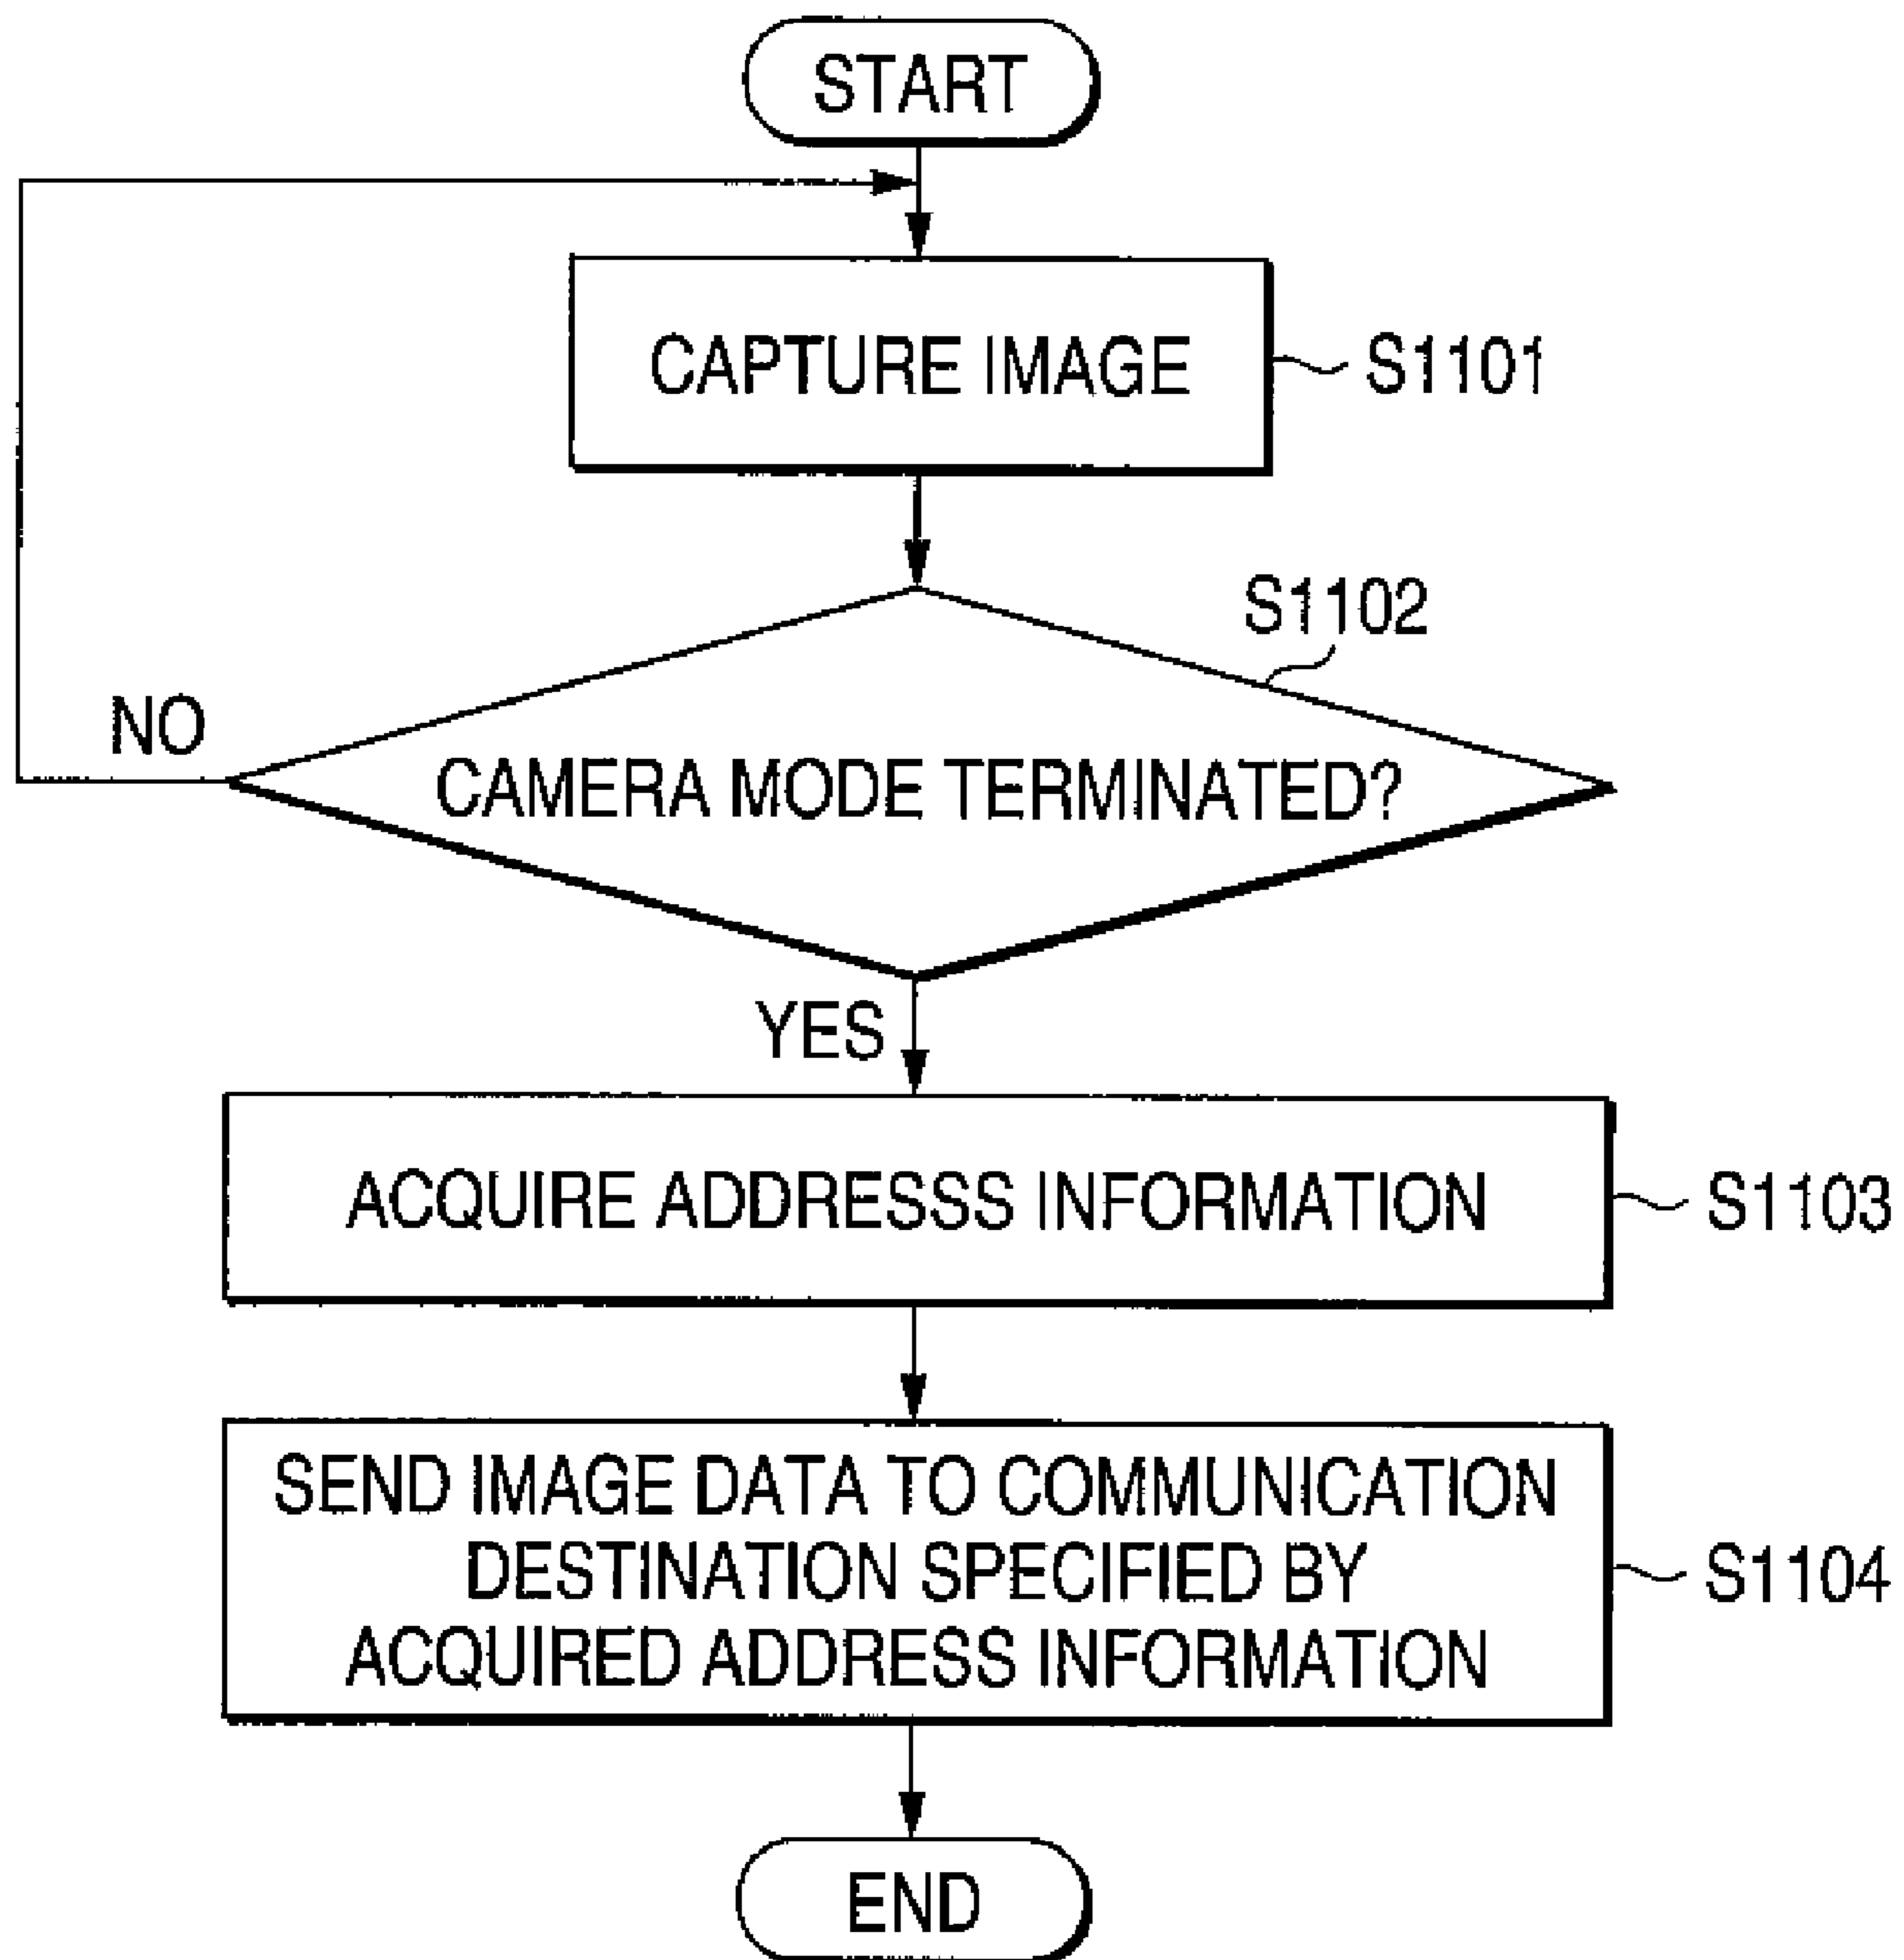 START
CAPTURE IMAGE
S1101
S1102
NO
CAMERA MODE TERMINATED?
YES
ACQUIRE ADDRESSS INFORMATION
S1103
SEND IMAGE DATA TO COMMUNICATION
DESTINATION SPECIFIED BY
S1104
ACQUIRED ADDRESS INFORMATION
END